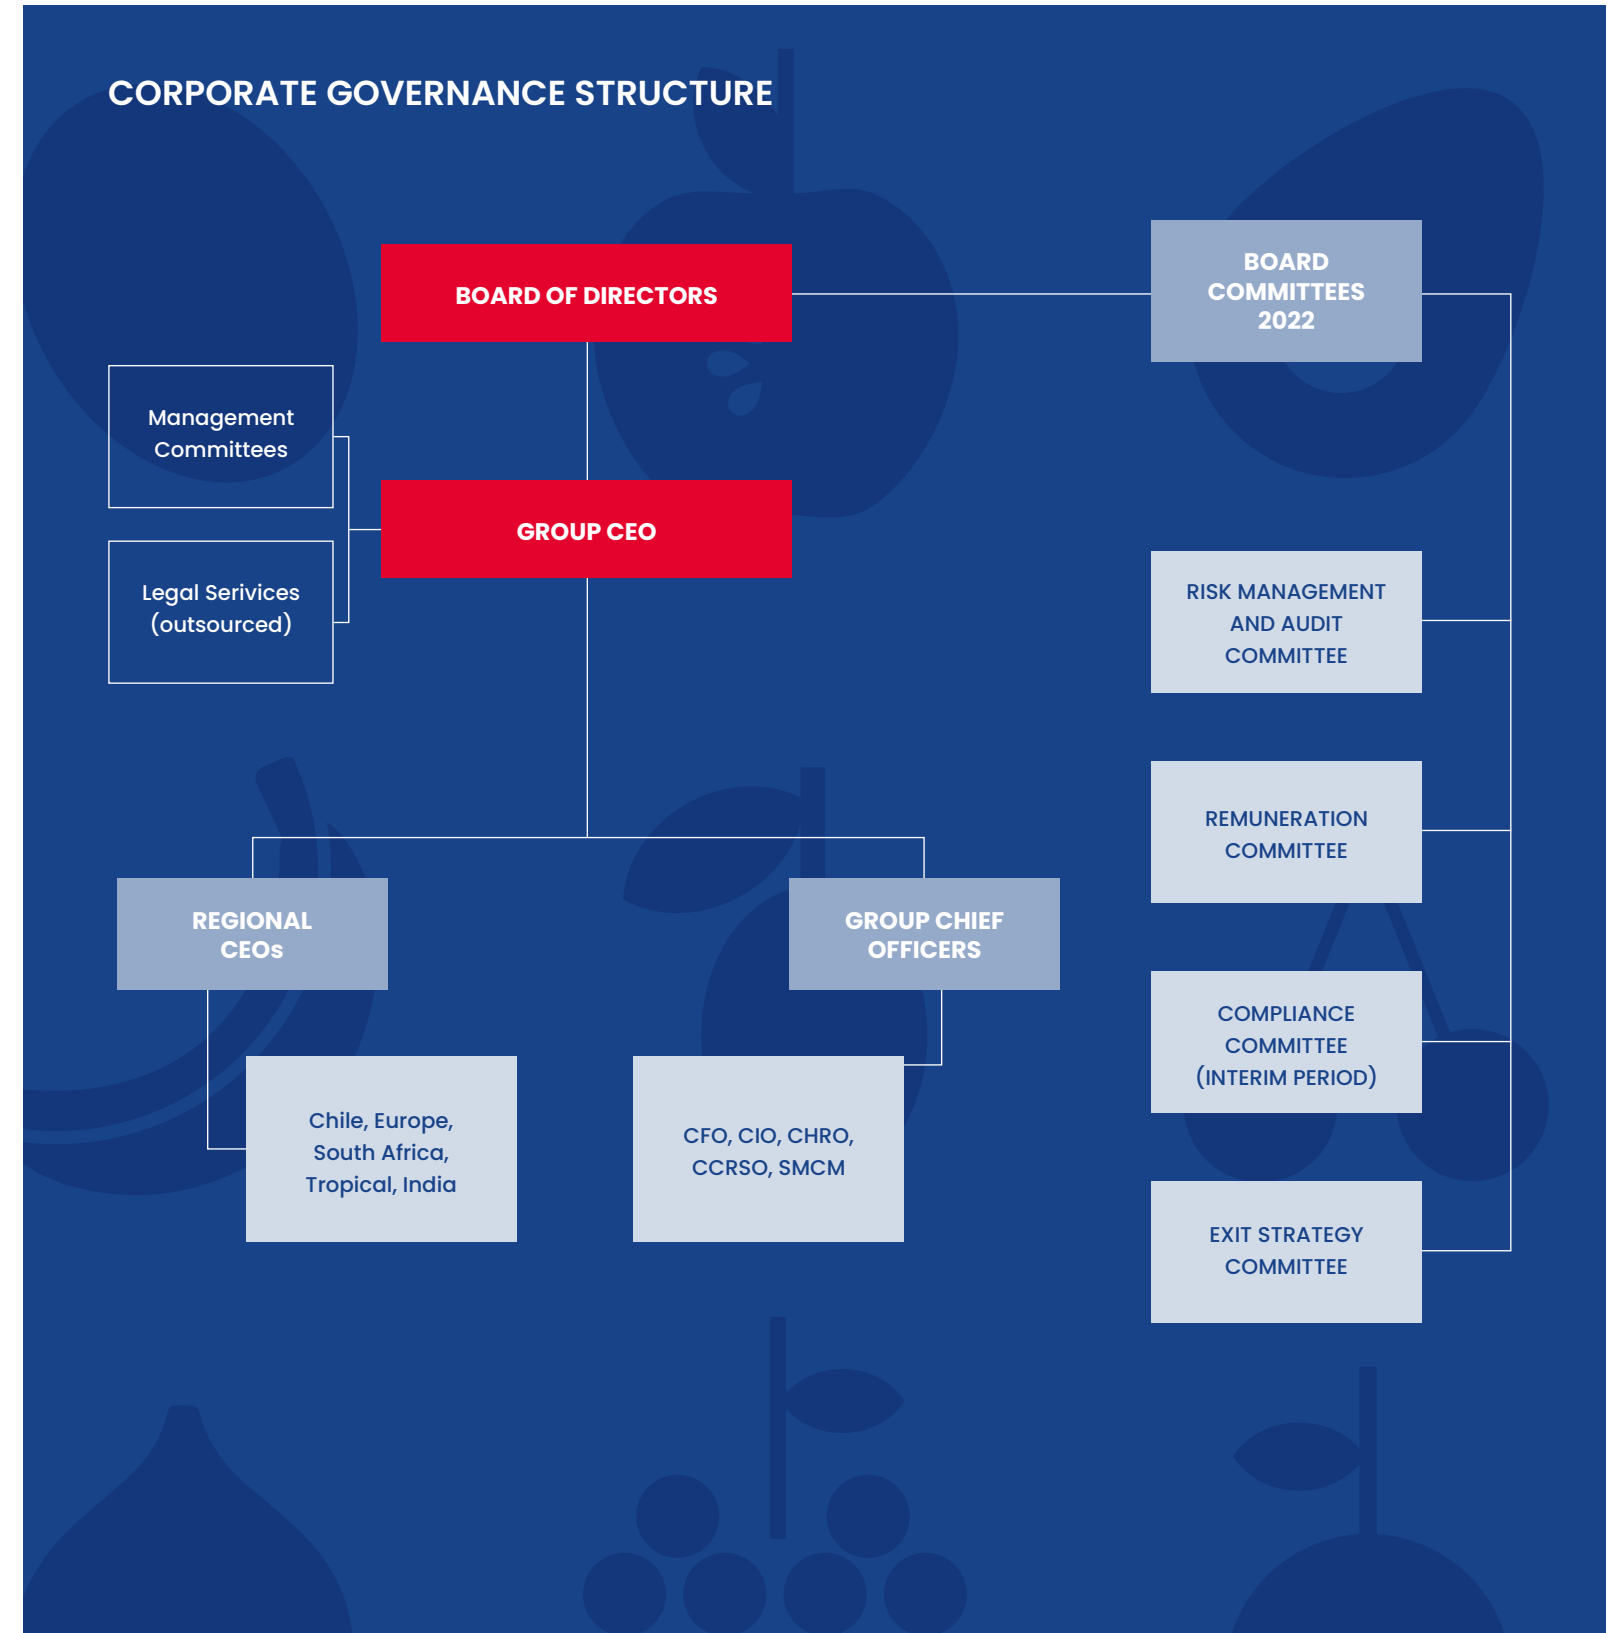 CORPORATE GOVERNANCE STRUCTURE
BOARD OF DIRECTORS
BOARD
COMMITTEES
2022
Management
Committees
GROUP CEO
Legal Serivices
(outsourced)
RISK MANAGEMENT
AND AUDIT
COMMITTEE
REMUNERATION
COMMITTEE
REGIONAL
CEOs
GROUP CHIEF
OFFICERS
COMPLIANCE
COMMITTEE
(INTERIM PERIOD)
Chile, Europe,
South Africa,
Tropical, India
CFO, CIO, CHRO,
CCRSO, SMCM
EXIT STRATEGY
COMMITTEE